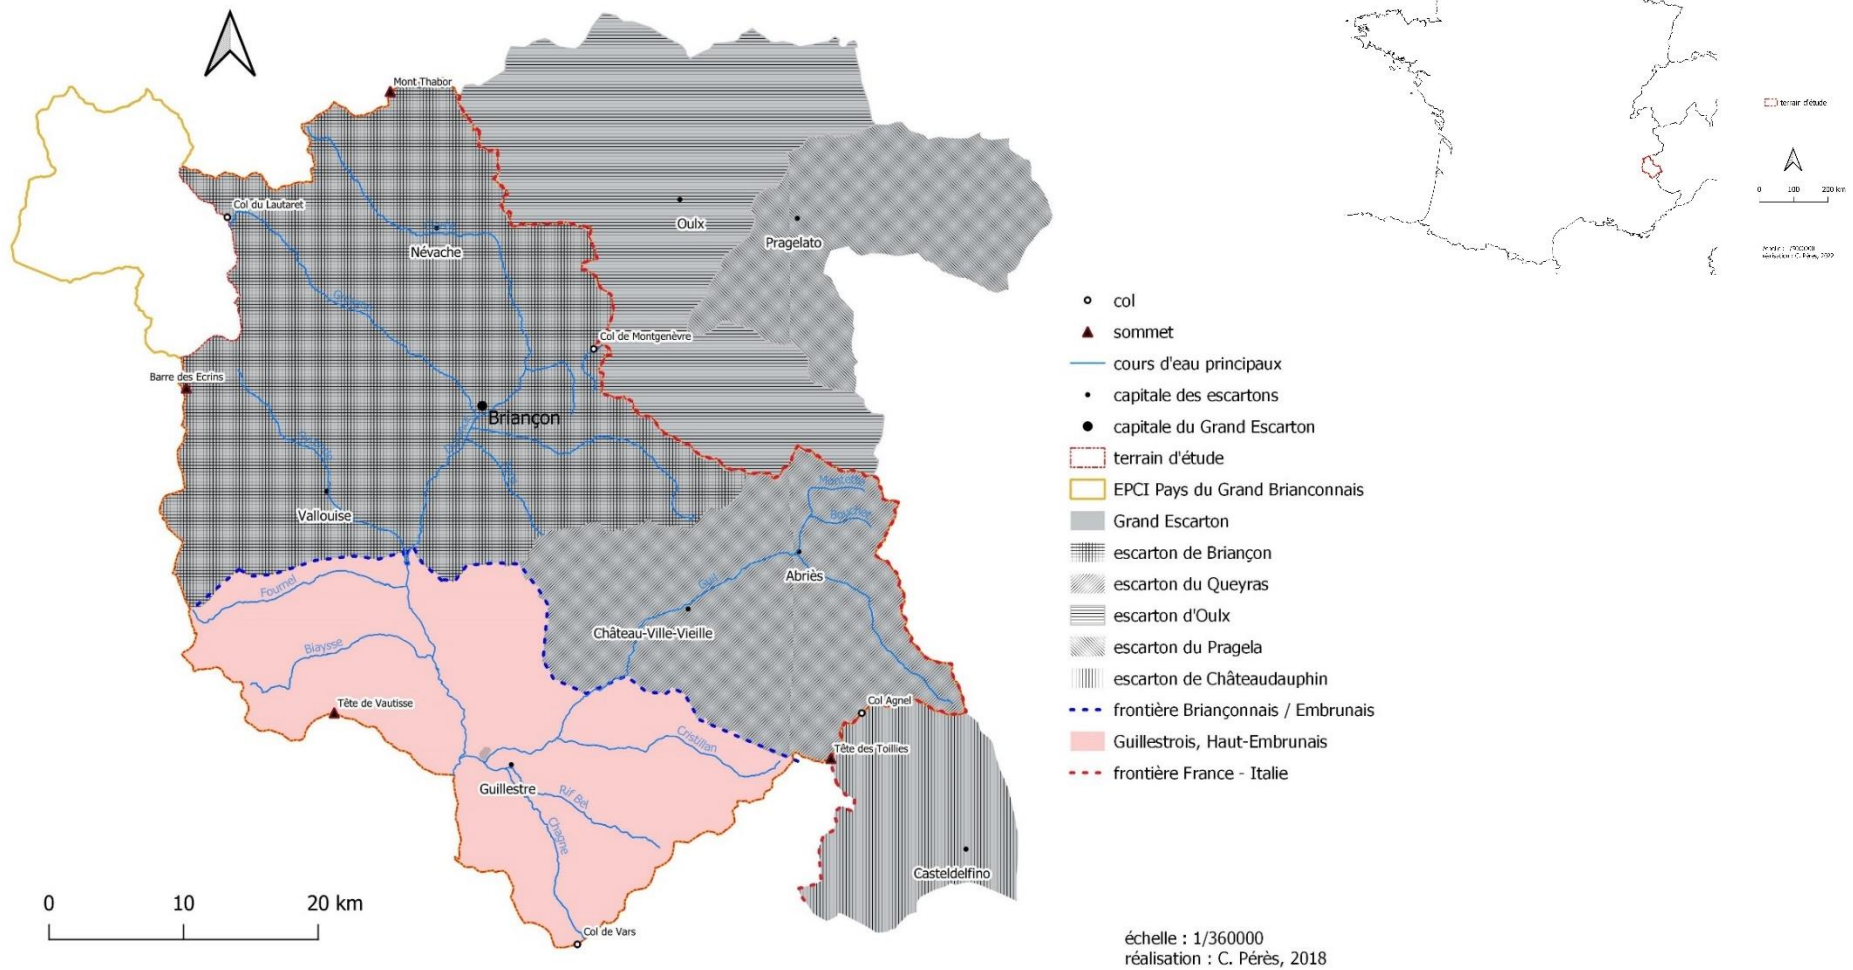 Mont-Thabor
Col du Lautaret
Névache
Oulx
Pragelato
Col de Montgenèvre
Barre des Ecrins
Briançon
Vallouise
Abriès
Guil
Château-Ville-Vieille
Fournel
Biaysse
Tête de Vautisse
Col Agnel
Cristillan
Tête des Toillies
Guillestre
Rif Bel
Chagne
Casteldelfino
Col de Vars
0 10 20 km
col
sommet
cours d'eau principaux
capitale des escartons
capitale du Grand Escarton
terrain d'étude
EPCI Pays du Grand Brianconnais
Grand Escarton
escarton de Briançon
escarton du Queyras
escarton d'Oulx
escarton du Pragela
escarton de Châteaudauphin
frontière Briançonnais / Embrunais
Guillestrois, Haut-Embrunais
frontière France - Italie
échelle : 1/360000
réalisation : C. Pérès, 2018
terrain d'étude
0 100 200 km
réalisation : C. Pérès, 2022